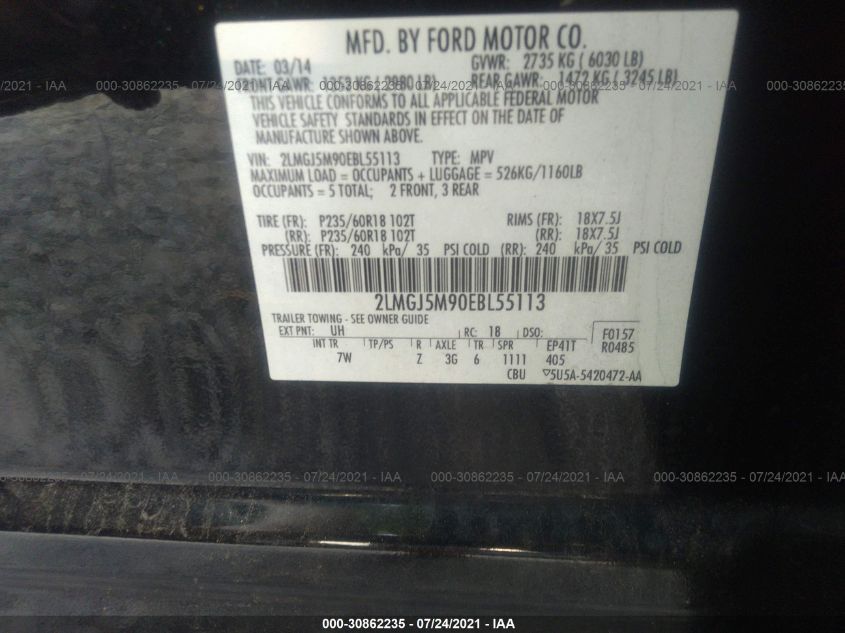 MFD. BY FORD MOTOR CO.
DATE: 03/14 GVWR: 2735 KG ( 6030 LB)
FRONT GAWR: KG ( LB) REAR GAWR: 1472 KG ( 3245 LB)
THIS VEHICLE CONFORMS TO ALL APPLICABLE FEDERAL MOTOR
VEHICLE SAFETY STANDARDS IN EFFECT ON THE DATE OF
MANUFACTURE SHOWN ABOVE.
VIN: 2LMGJ5M90EBL55113 TYPE: MPV
MAXIMUM LOAD = OCCUPANTS + LUGGAGE = 526KG/1160LB
OCCUPANTS = 5 TOTAL; 2 FRONT, 3 REAR
TIRE (FR): P235/60R18 102T RIMS (FR): 18X7.5J
(RR): P235/60R18 102T (RR): 18X7.5J
PRESSURE (FR): 240 kPa/ 35 PSI COLD (RR): 240 kPa/ 35 PSI COLD
2LMGJ5M90EBL55113
TRAILER TOWING - SEE OWNER GUIDE
EXT PNT: UH RC: 18 DSO: F0157
INT TR TP/PS R AXLE TR SPR EP41T R0485
7W Z 3G 6 1111 405
CBU ▽5U5A-5420472-AA
000-30862235 - 07/24/2021 - IAA